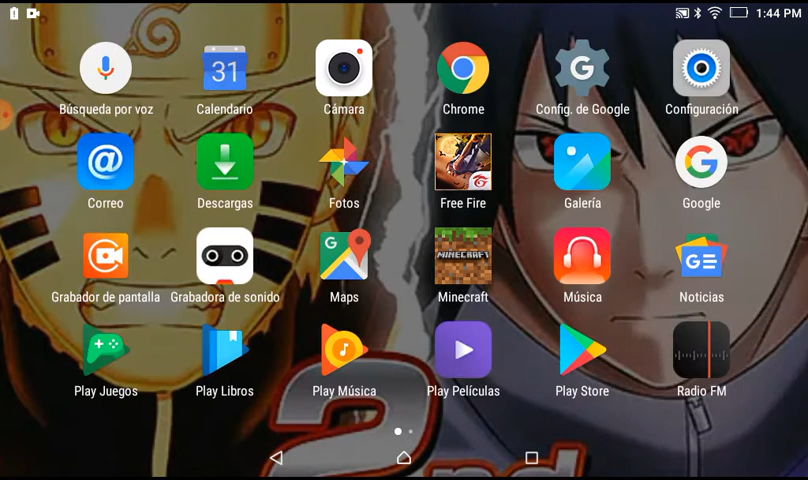 1:44 PM
31
Búsqueda por voz Calendario Cámara Chrome Config. de Google Configuración
Correo Descargas Fotos Free Fire Galería Google
MINECRAFT
Grabador de pantalla Grabadora de sonido Maps Minecraft Música Noticias
Play Juegos Play Libros Play Música Play Películas Play Store Radio FM
2nd